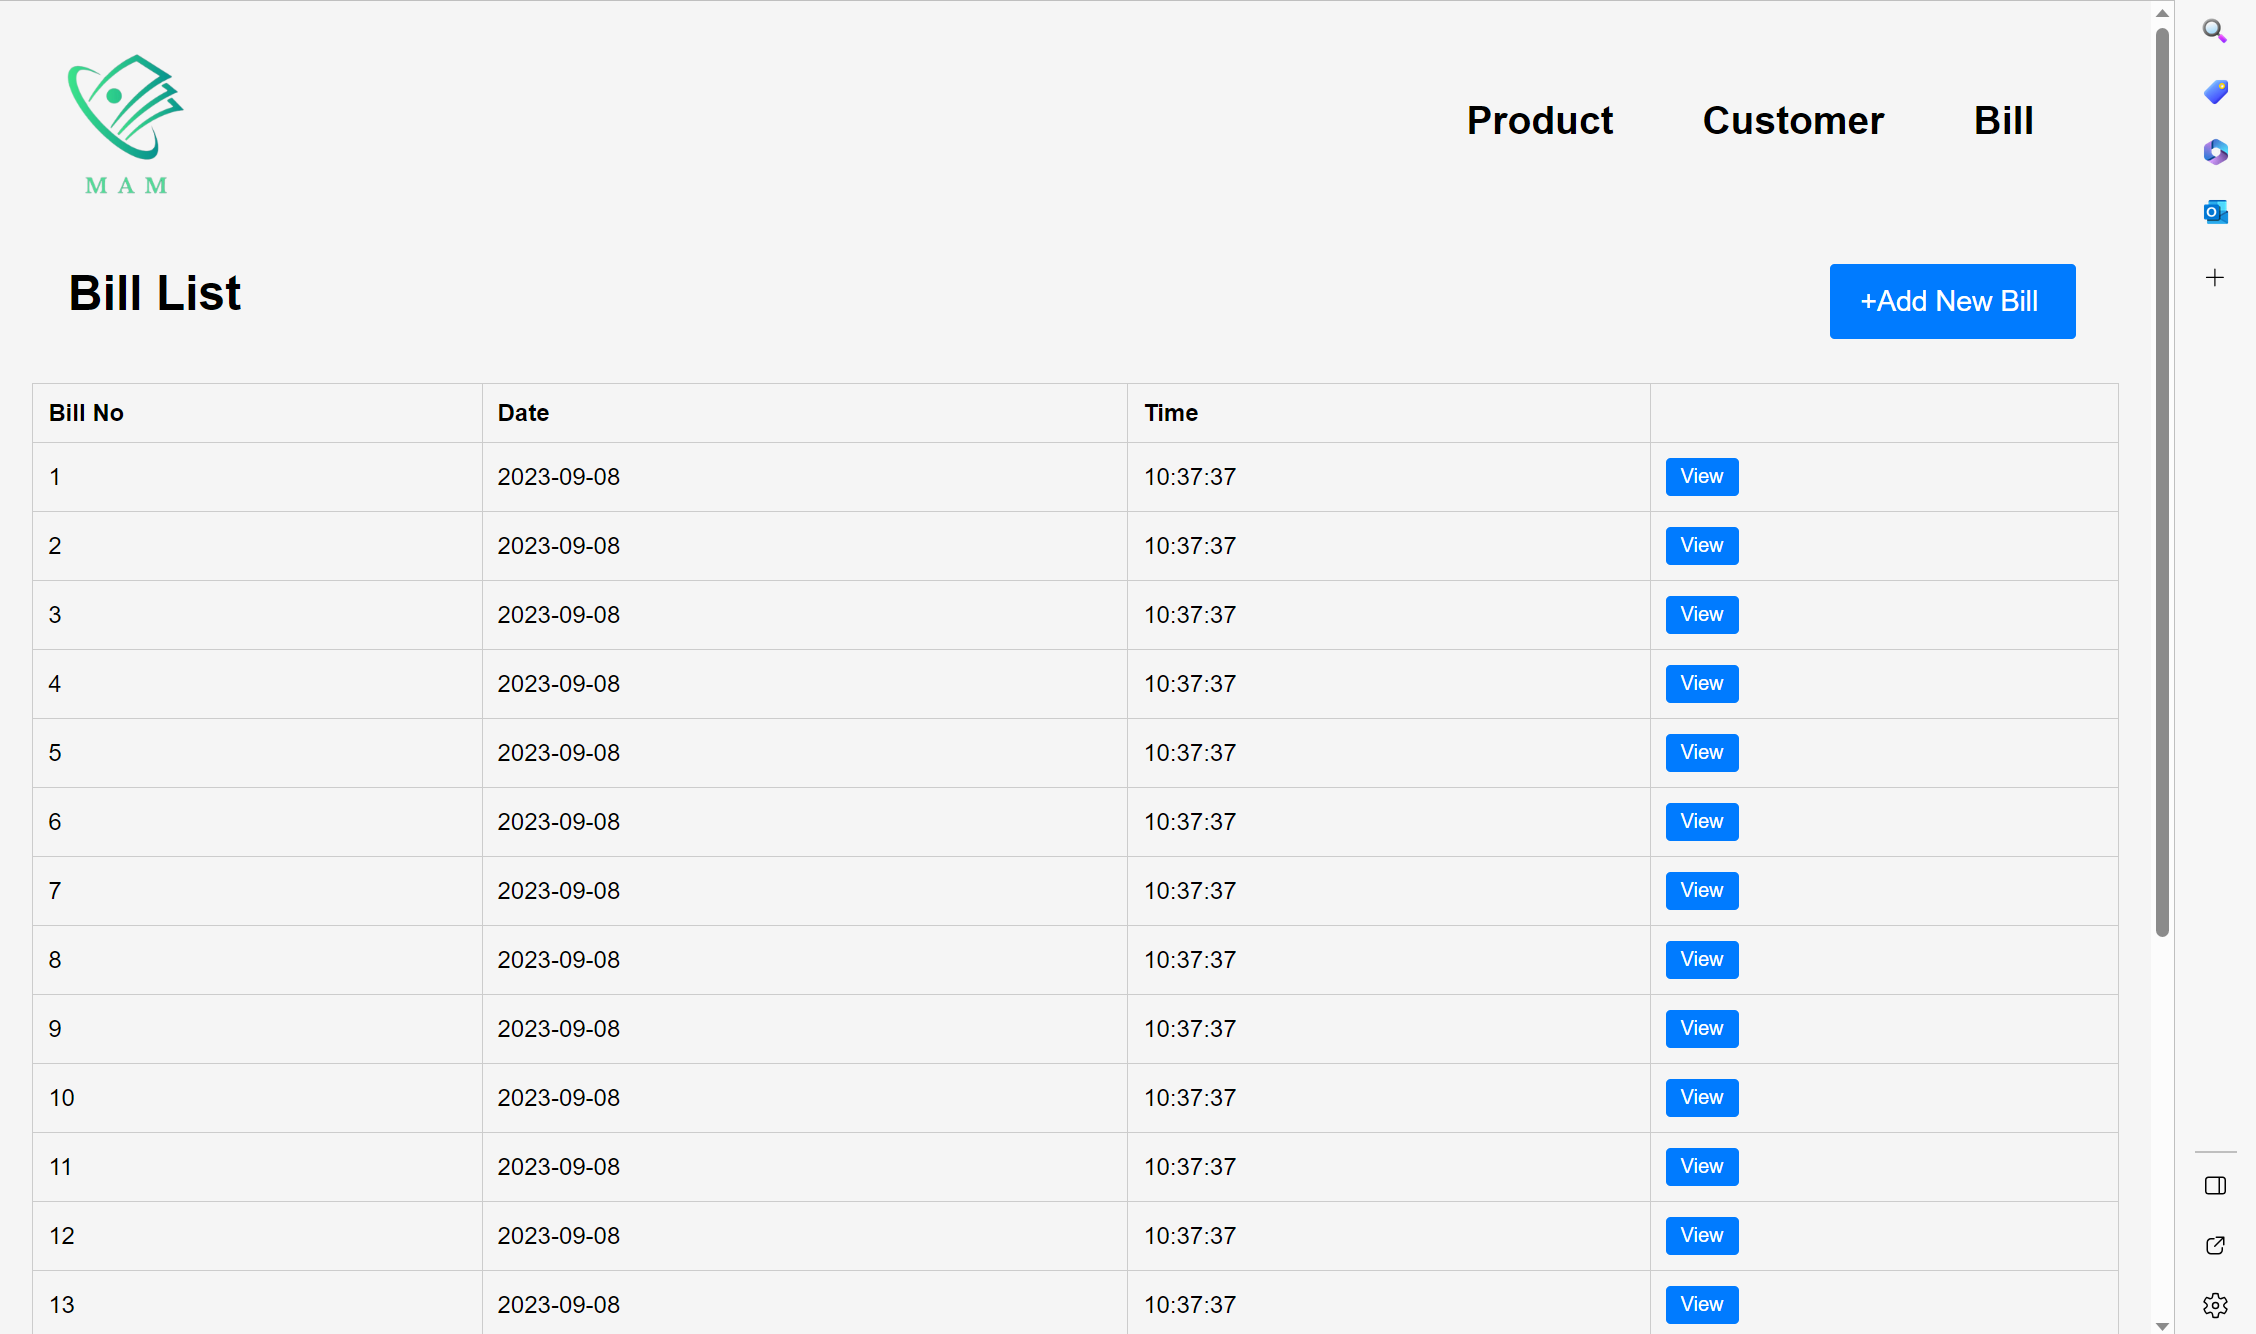 M A M
Product Customer Bill
Bill List
+Add New Bill
Bill No Date Time
1 2023-09-08 10:37:37 View
2 2023-09-08 10:37:37 View
3 2023-09-08 10:37:37 View
4 2023-09-08 10:37:37 View
5 2023-09-08 10:37:37 View
6 2023-09-08 10:37:37 View
7 2023-09-08 10:37:37 View
8 2023-09-08 10:37:37 View
9 2023-09-08 10:37:37 View
10 2023-09-08 10:37:37 View
11 2023-09-08 10:37:37 View
12 2023-09-08 10:37:37 View
13 2023-09-08 10:37:37 View